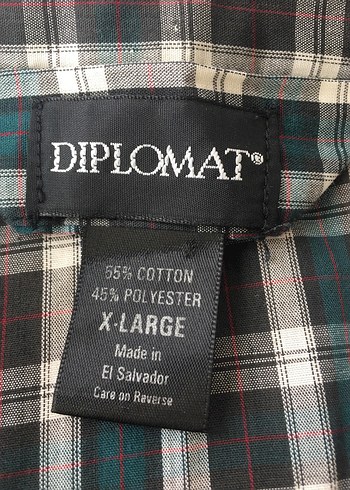 DIPLOMAT®
55% COTTON
45% POLYESTER
X-LARGE
Made in
El Salvador
Care on Reverse